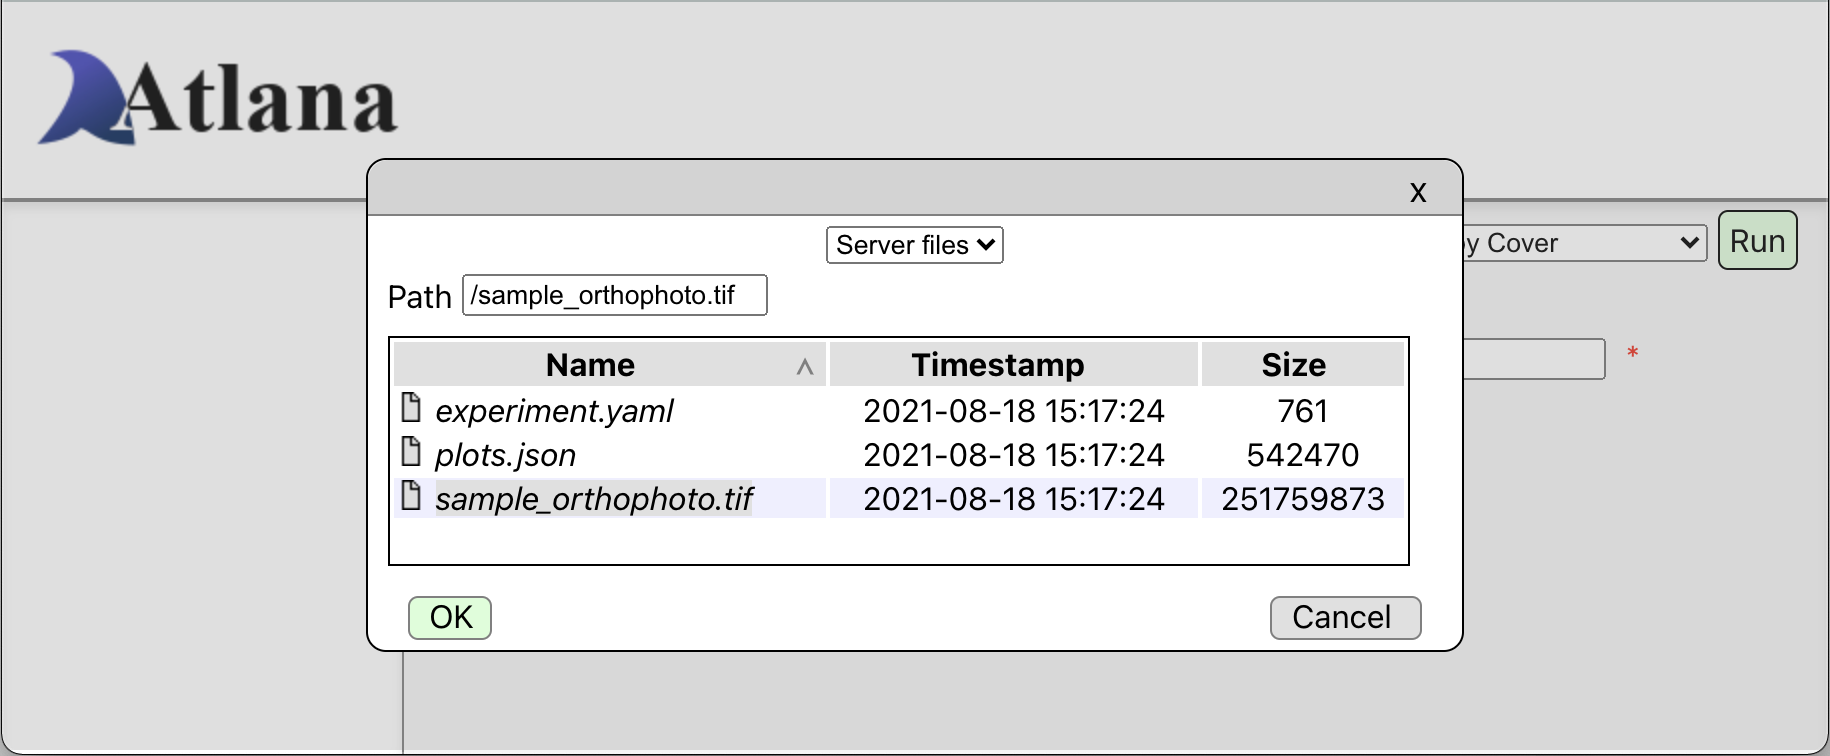 Atlana
x
Server files
y Cover
Run
Path /sample_orthophoto.tif
*
Name Timestamp Size
experiment.yaml 2021-08-18 15:17:24 761
plots.json 2021-08-18 15:17:24 542470
sample_orthophoto.tif 2021-08-18 15:17:24 251759873
OK Cancel